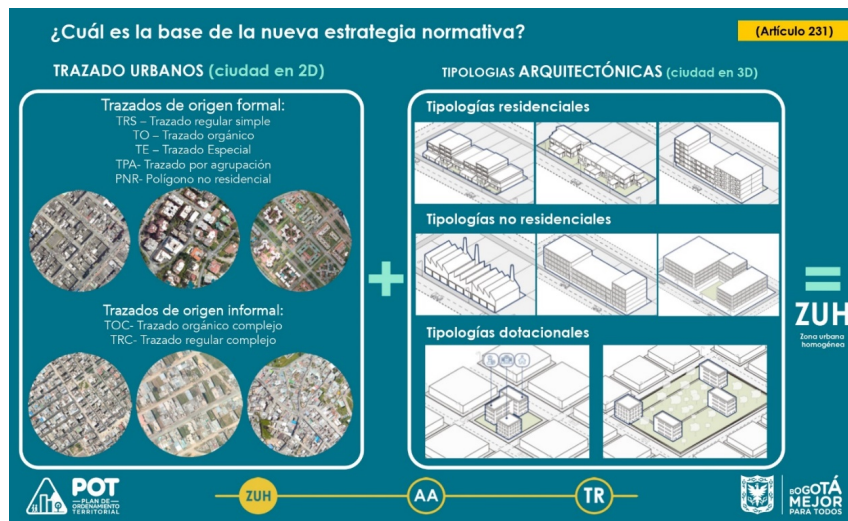 ¿Cuál es la base de la nueva estrategia normativa?
(Artículo 231)
TRAZADO URBANOS (ciudad en 2D)
Trazados de origen formal:
TRS – Trazado regular simple
TO – Trazado orgánico
TE – Trazado Especial
TPA- Trazado por agrupación
PNR- Polígono no residencial
Trazados de origen informal:
TOC- Trazado orgánico complejo
TRC- Trazado regular complejo
+
TIPOLOGIAS ARQUITECTÓNICAS (ciudad en 3D)
Tipologías residenciales
Tipologías no residenciales
Tipologías dotacionales
=
ZUH
Zona urbana
homogénea
POT
PLAN DE
ORDENAMIENTO
TERRITORIAL
ZUH
AA
TR
BOGOTÁ
MEJOR
PARA TODOS